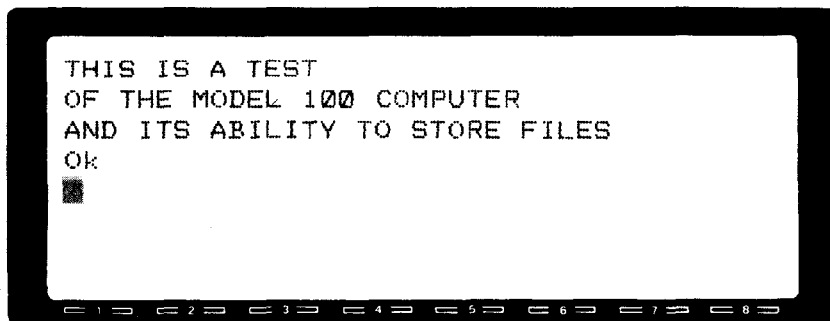 THIS IS A TEST
OF THE MODEL 100 COMPUTER
AND ITS ABILITY TO STORE FILES
Ok
1 2 3 4 5 6 7 8